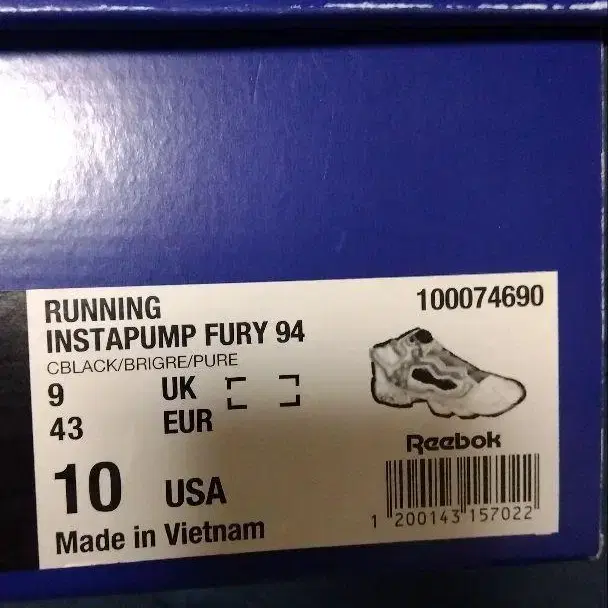 RUNNING
INSTAPUMP FURY 94
CBLACK/BRIGRE/PURE
9 UK
43 EUR
10 USA
Made in Vietnam
100074690
Reebok
1 200143 157022